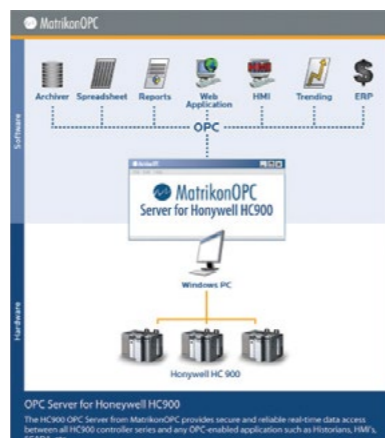 MatrikonOPC
Archiver Spreadsheet Reports Web Application HMI Trending ERP
OPC
Software
MatrikonOPC
Server for Honywell HC900
Windows PC
Hardware
Honywell HC 900
OPC Server for Honeywell HC900
The HC900 OPC Server from MatrikonOPC provides secure and reliable real-time data access
between all HC900 controller series and any OPC-enabled application such as Historians, HMI's,